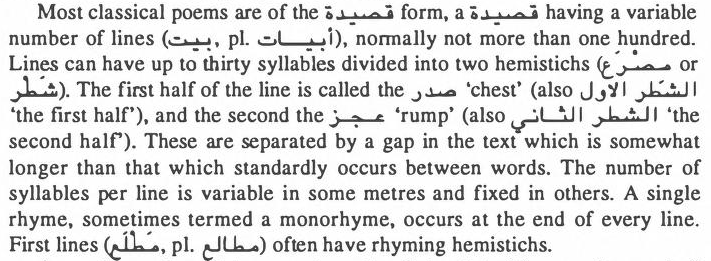 Most classical poems are of the قصيدة form, a قصيدة having a variable
number of lines (بيت, pl. أبيات), normally not more than one hundred.
Lines can have up to thirty syllables divided into two hemistichs (مصْرَع or
شطْر). The first half of the line is called the صدر ‘chest’ (also الشطْر الاول
‘the first half’), and the second the عجز ‘rump’ (also الشطر الثاني ‘the
second half’). These are separated by a gap in the text which is somewhat
longer than that which standardly occurs between words. The number of
syllables per line is variable in some metres and fixed in others. A single
rhyme, sometimes termed a monorhyme, occurs at the end of every line.
First lines (مَطْلَع, pl. مطالع) often have rhyming hemistichs.